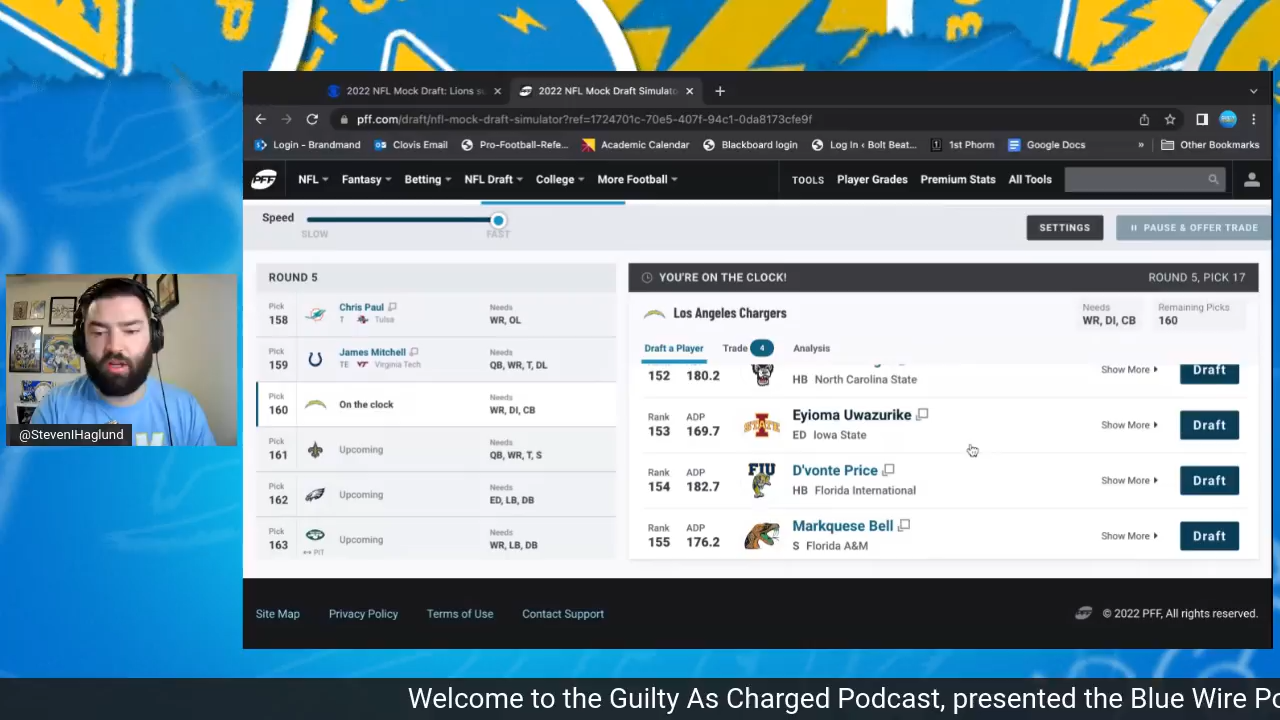 2022 NFL Mock Draft: Lions su
2022 NFL Mock Draft Simulato
pff.com/draft/nfl-mock-draft-simulator?ref=1724701c-70e5-407f-94c1-0da8173cfe9f
Login - Brandmand
Clovis Email
Pro-Football-Refe...
Academic Calendar
Blackboard login
Log In ‹ Bolt Beat...
1st Phorm
Google Docs
»
Other Bookmarks
PFF
NFL
Fantasy
Betting
NFL Draft
College
More Football
TOOLS
Player Grades
Premium Stats
All Tools
Speed
SLOW
FAST
SETTINGS
PAUSE & OFFER TRADE
ROUND 5
Pick
158
Chris Paul
T Tulsa
Needs
WR, OL
Pick
159
James Mitchell
TE Virginia Tech
Needs
QB, WR, T, DL
Pick
160
On the clock
Needs
WR, DI, CB
Pick
161
Upcoming
Needs
QB, WR, T, S
Pick
162
Upcoming
Needs
ED, LB, DB
Pick
163
PIT
Upcoming
Needs
WR, LB, DB
YOU'RE ON THE CLOCK!
ROUND 5, PICK 17
Los Angeles Chargers
Needs
WR, DI, CB
Remaining Picks
160
Draft a Player
Trade 4
Analysis
152 180.2
HB North Carolina State
Show More
Draft
Rank ADP
153 169.7
STATE
Eyioma Uwazurike
ED Iowa State
Show More
Draft
Rank ADP
154 182.7
FIU
D'vonte Price
HB Florida International
Show More
Draft
Rank ADP
155 176.2
Markquese Bell
S Florida A&M
Show More
Draft
Site Map
Privacy Policy
Terms of Use
Contact Support
PFF
© 2022 PFF, All rights reserved.
@StevenIHaglund
Welcome to the Guilty As Charged Podcast, presented the Blue Wire Po